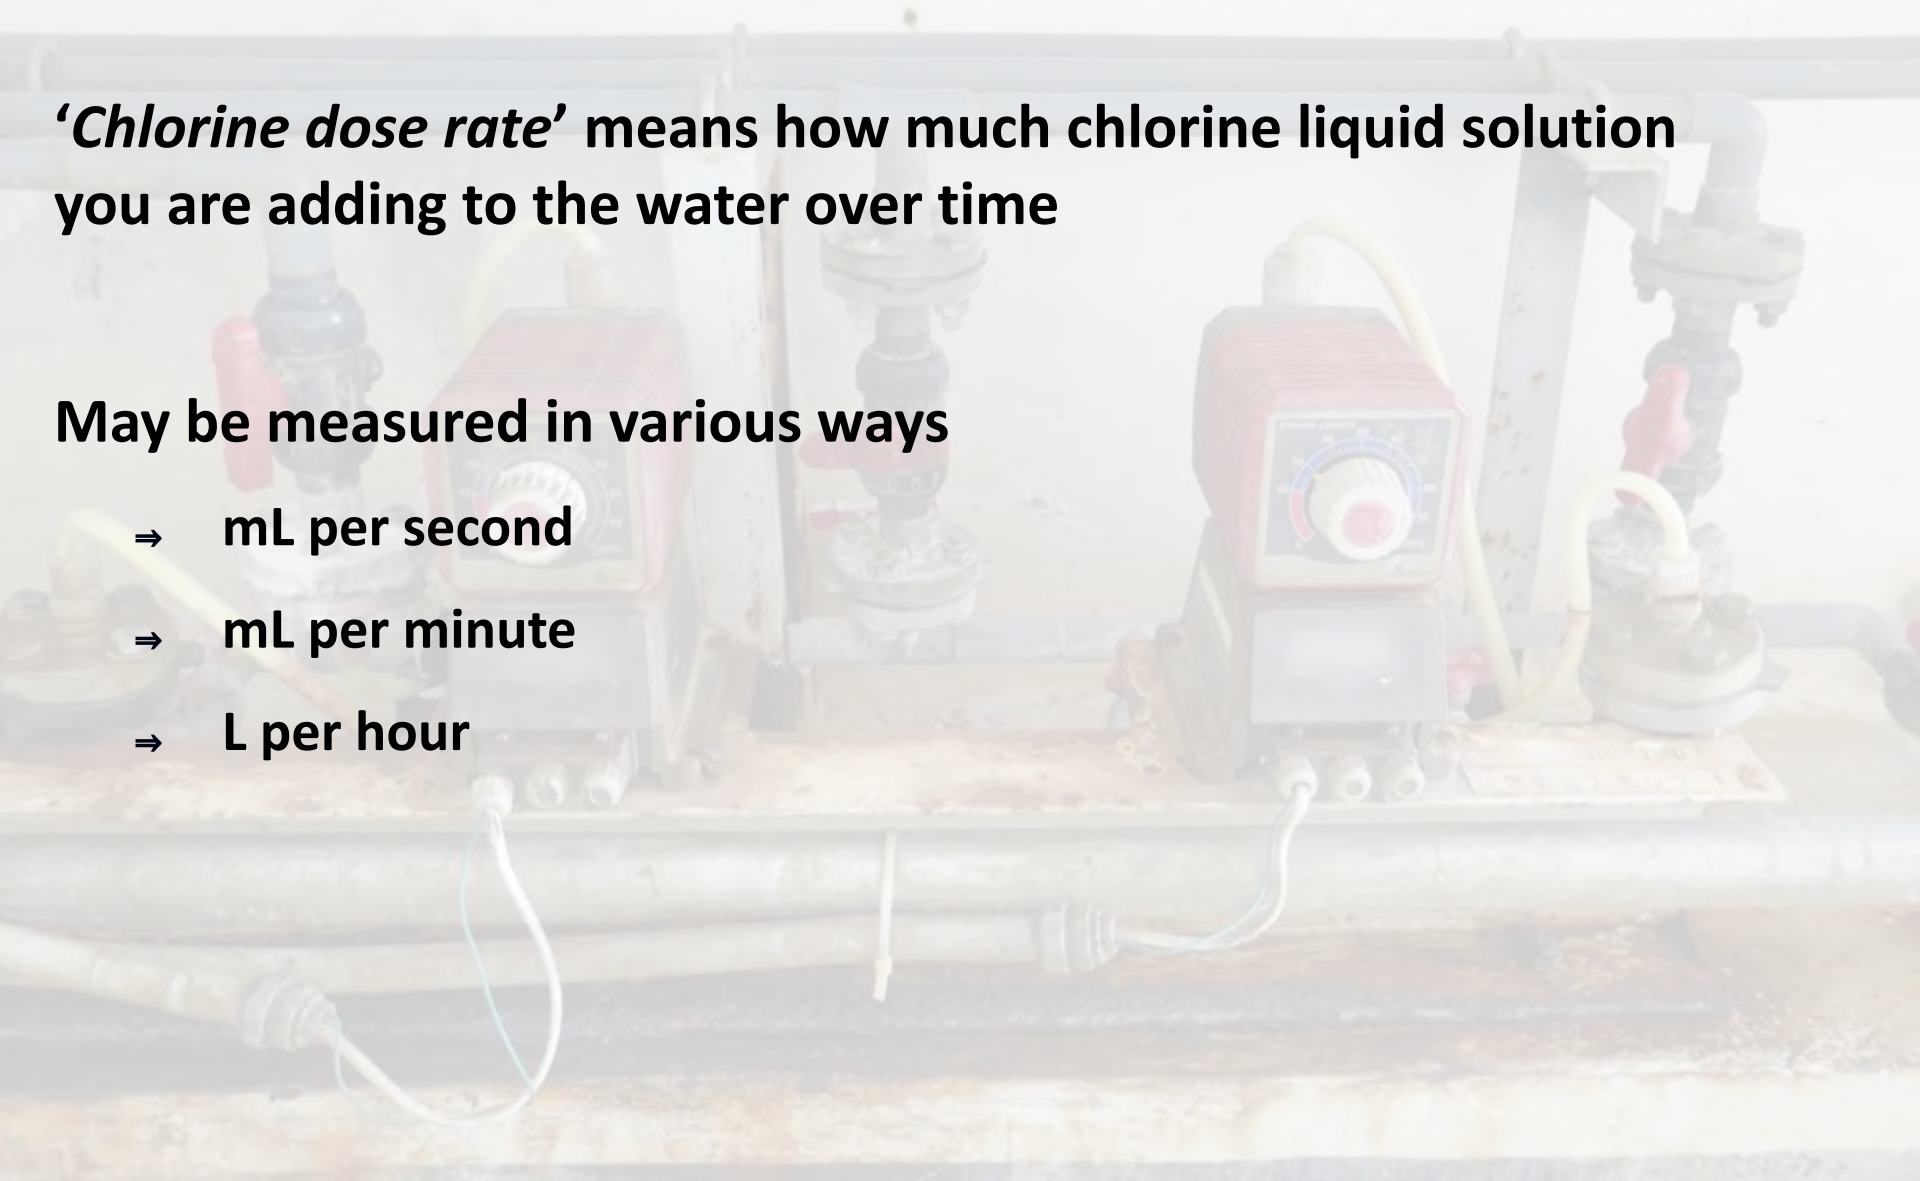 ‘Chlorine dose rate’ means how much chlorine liquid solution
you are adding to the water over time
May be measured in various ways
⇒ mL per second
⇒ mL per minute
⇒ L per hour